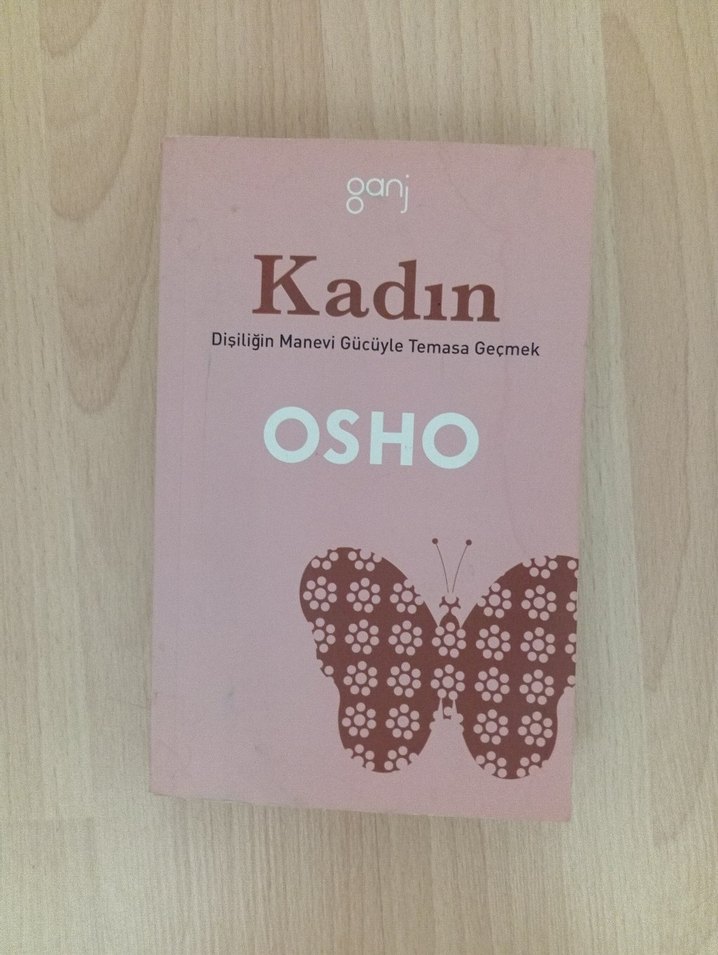 ganj
Kadın
Dişiliğin Manevi Gücüyle Temasa Geçmek
OSHO